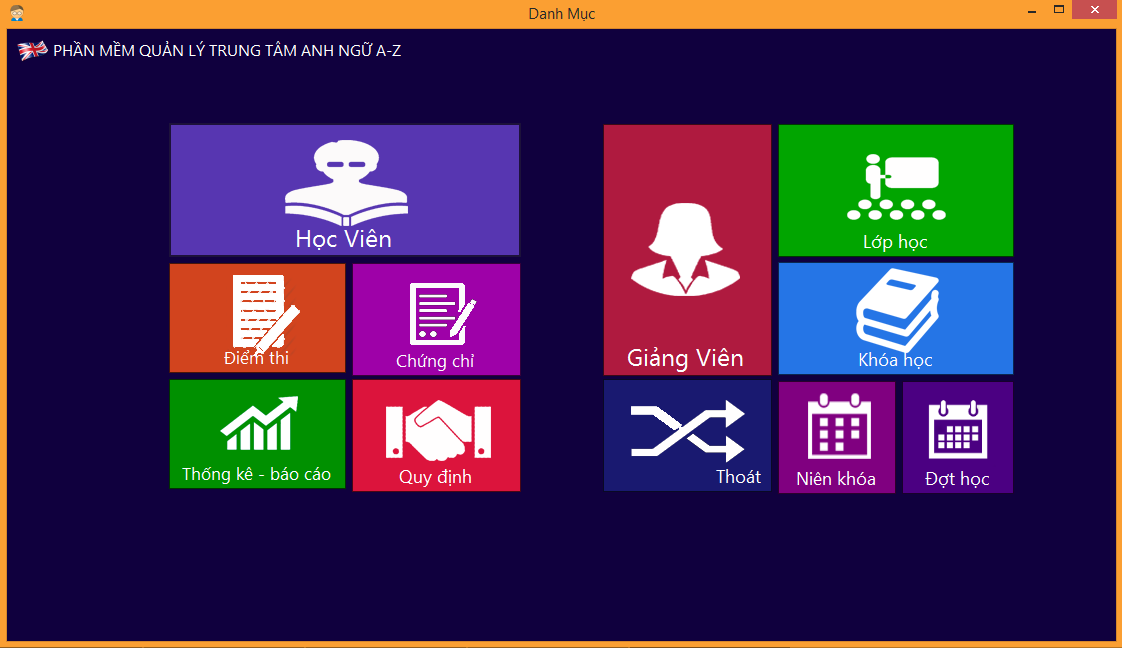 Danh Mục
PHẦN MỀM QUẢN LÝ TRUNG TÂM ANH NGỮ A-Z
Học Viên
Điểm thi
Chứng chỉ
Thống kê - báo cáo
Quy định
Giảng Viên
Lớp học
Khóa học
Thoát
Niên khóa
Đợt học